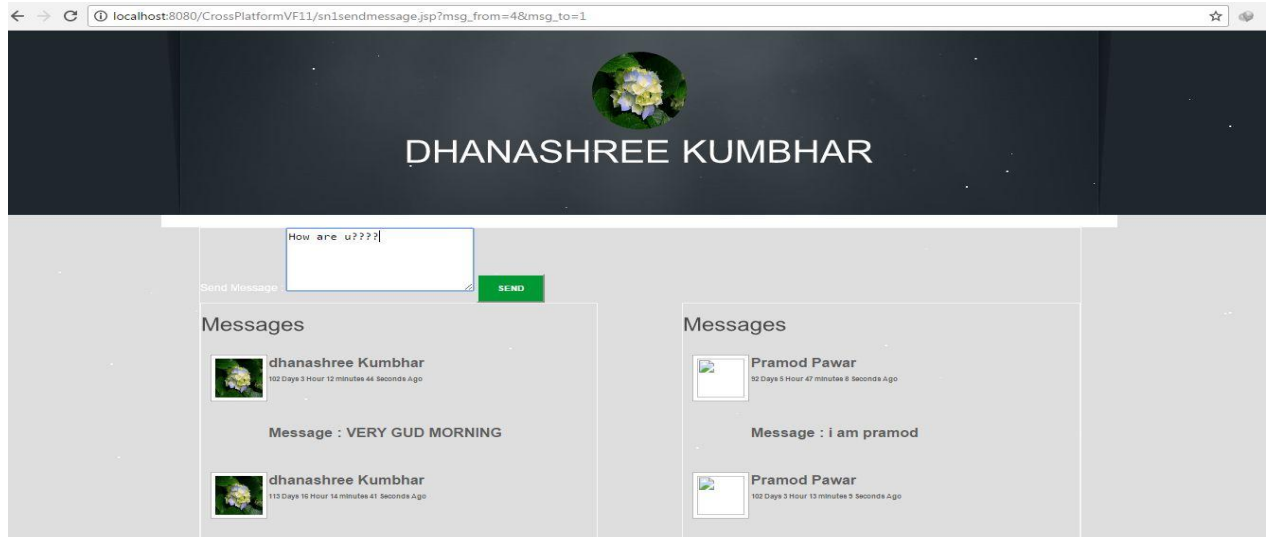 localhost:8080/CrossPlatformVF11/sn1sendmessage.jsp?msg_from=4&msg_to=1
DHANASHREE KUMBHAR
How are u????
Send Message :
SEND
Messages
dhanashree Kumbhar
102 Days 3 Hour 12 minutes 44 Seconds Ago
Message : VERY GUD MORNING
dhanashree Kumbhar
113 Days 16 Hour 14 minutes 41 Seconds Ago
Messages
Pramod Pawar
92 Days 5 Hour 47 minutes 8 Seconds Ago
Message : i am pramod
Pramod Pawar
102 Days 3 Hour 13 minutes 9 Seconds Ago